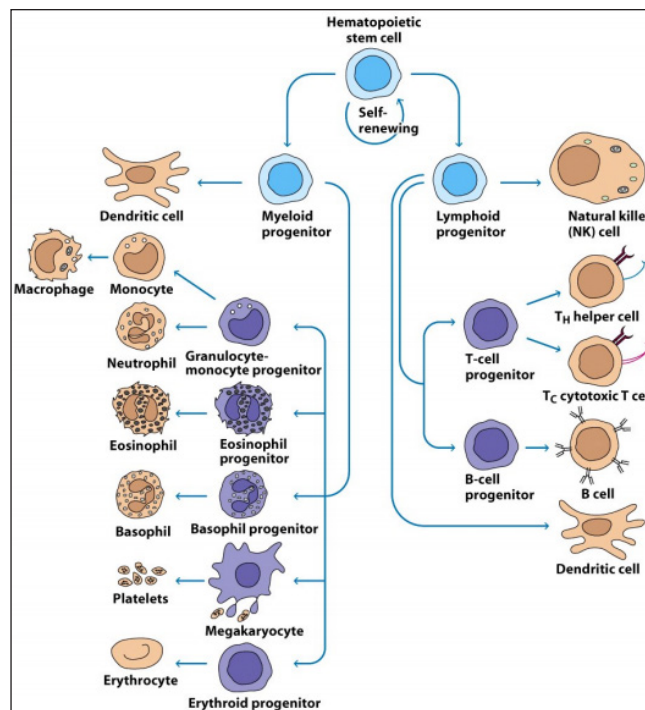 Hematopoietic
stem cell
Self-
renewing
Dendritic cell
Myeloid
progenitor
Lymphoid
progenitor
Natural killer
(NK) cell
Macrophage
Monocyte
TH helper cell
Neutrophil
Granulocyte-
monocyte progenitor
T-cell
progenitor
TC cytotoxic T ce
Eosinophil
Eosinophil
progenitor
B-cell
progenitor
B cell
Basophil
Basophil progenitor
Dendritic cell
Platelets
Megakaryocyte
Erythrocyte
Erythroid progenitor